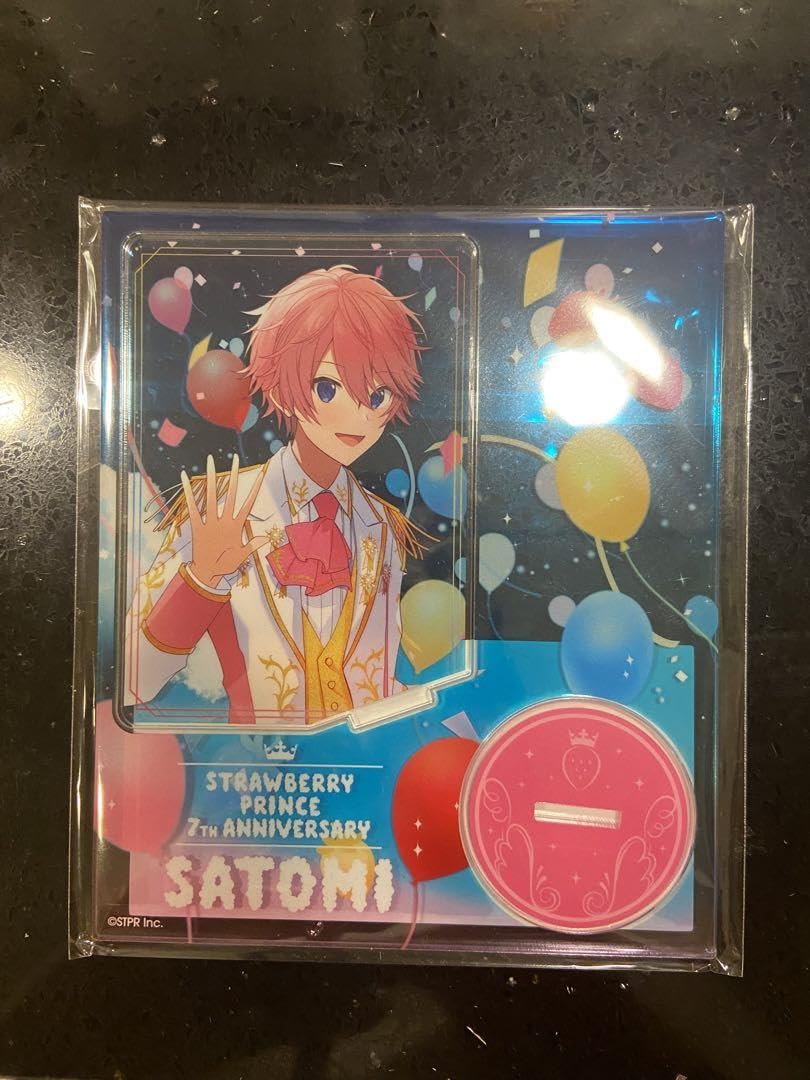 STRAWBERRY
PRINCE
7TH ANNIVERSARY
SATOMI
©STPR Inc.